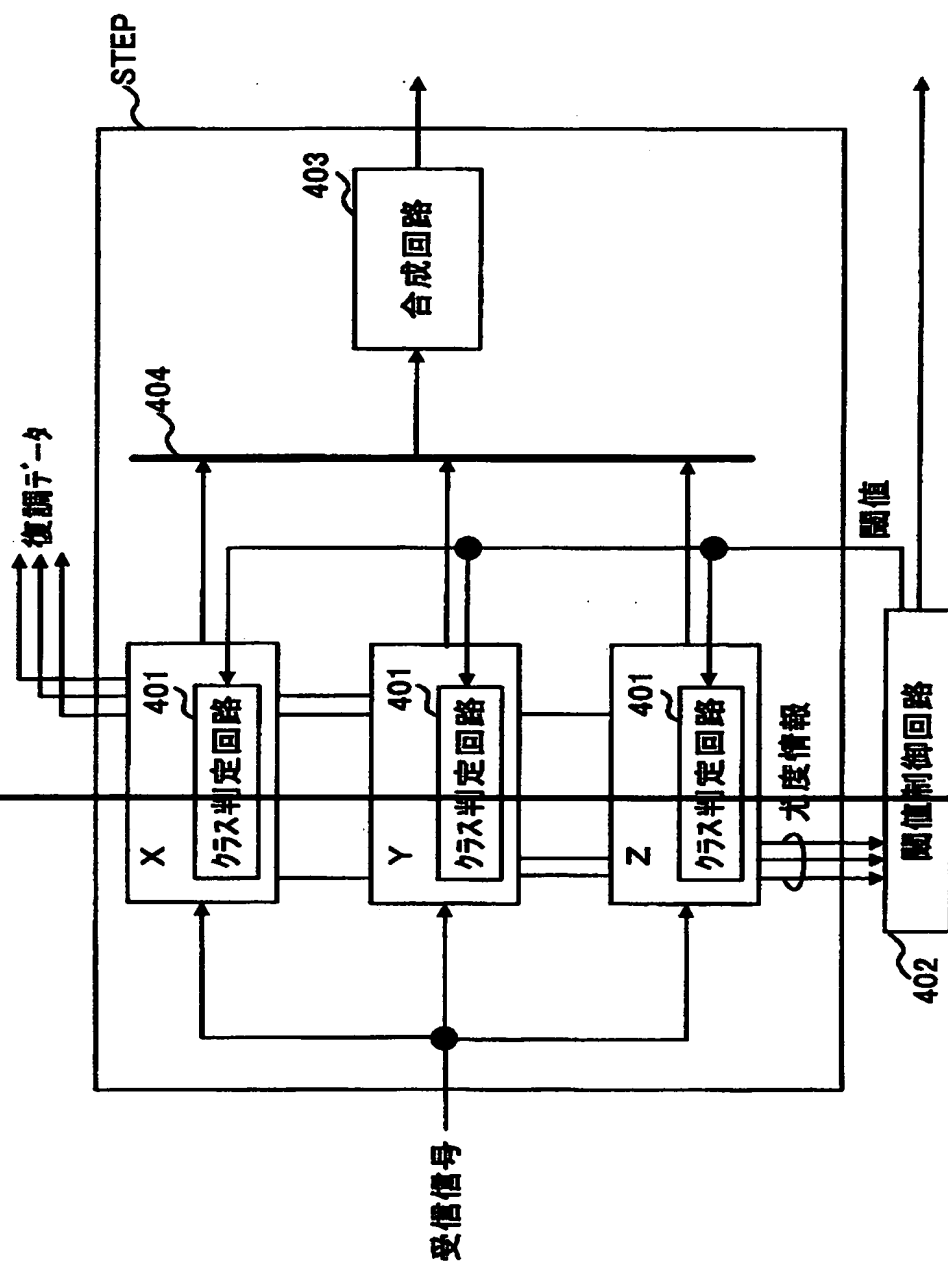 STEP
復調データ
404
403
合成回路
X
401
クラス判定回路
Y
401
クラス判定回路
Z
401
クラス判定回路
受信信号
尤度情報
閾値
402
閾値制御回路